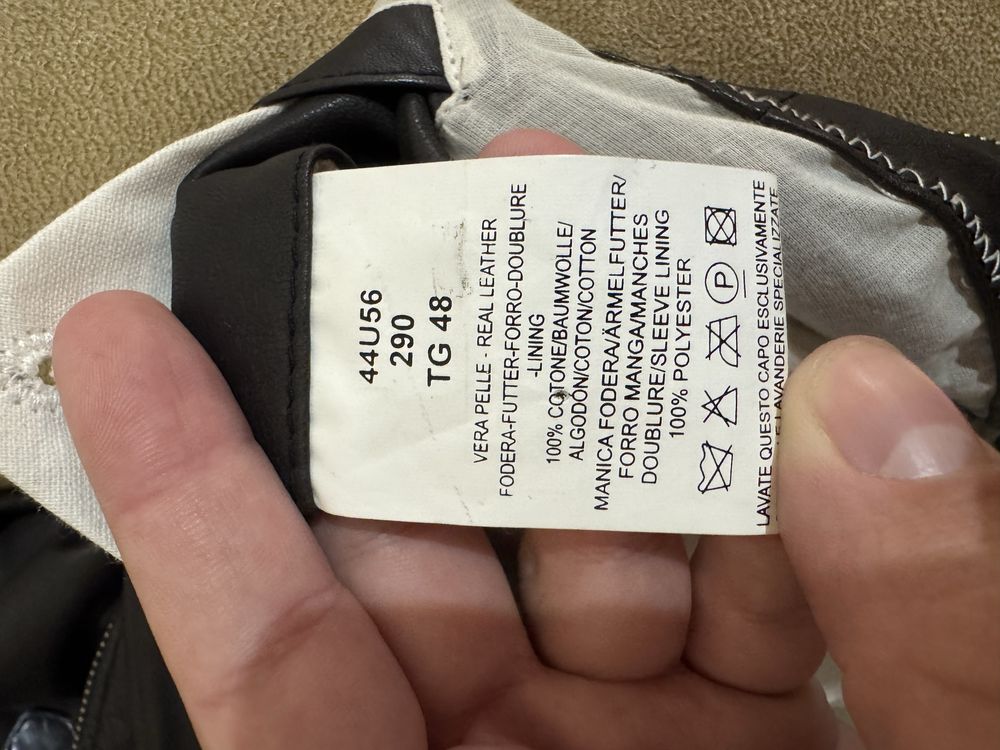 44U56
290
TG 48
VERA PELLE - REAL LEATHER
FODERA-FUTTER-FORRO-DOUBLURE
-LINING
100% COTONE/BAUMWOLLE/
ALGODÓN/COTON/COTTON
MANICA FODERA/ÄRMELFUTTER/
FORRO MANGA/MANCHES
DOUBLURE/SLEEVE LINING
100% POLYESTER
P
LAVATE QUESTO CAPO ESCLUSIVAMENTE
LAVANDERIE SPECIALIZZATE